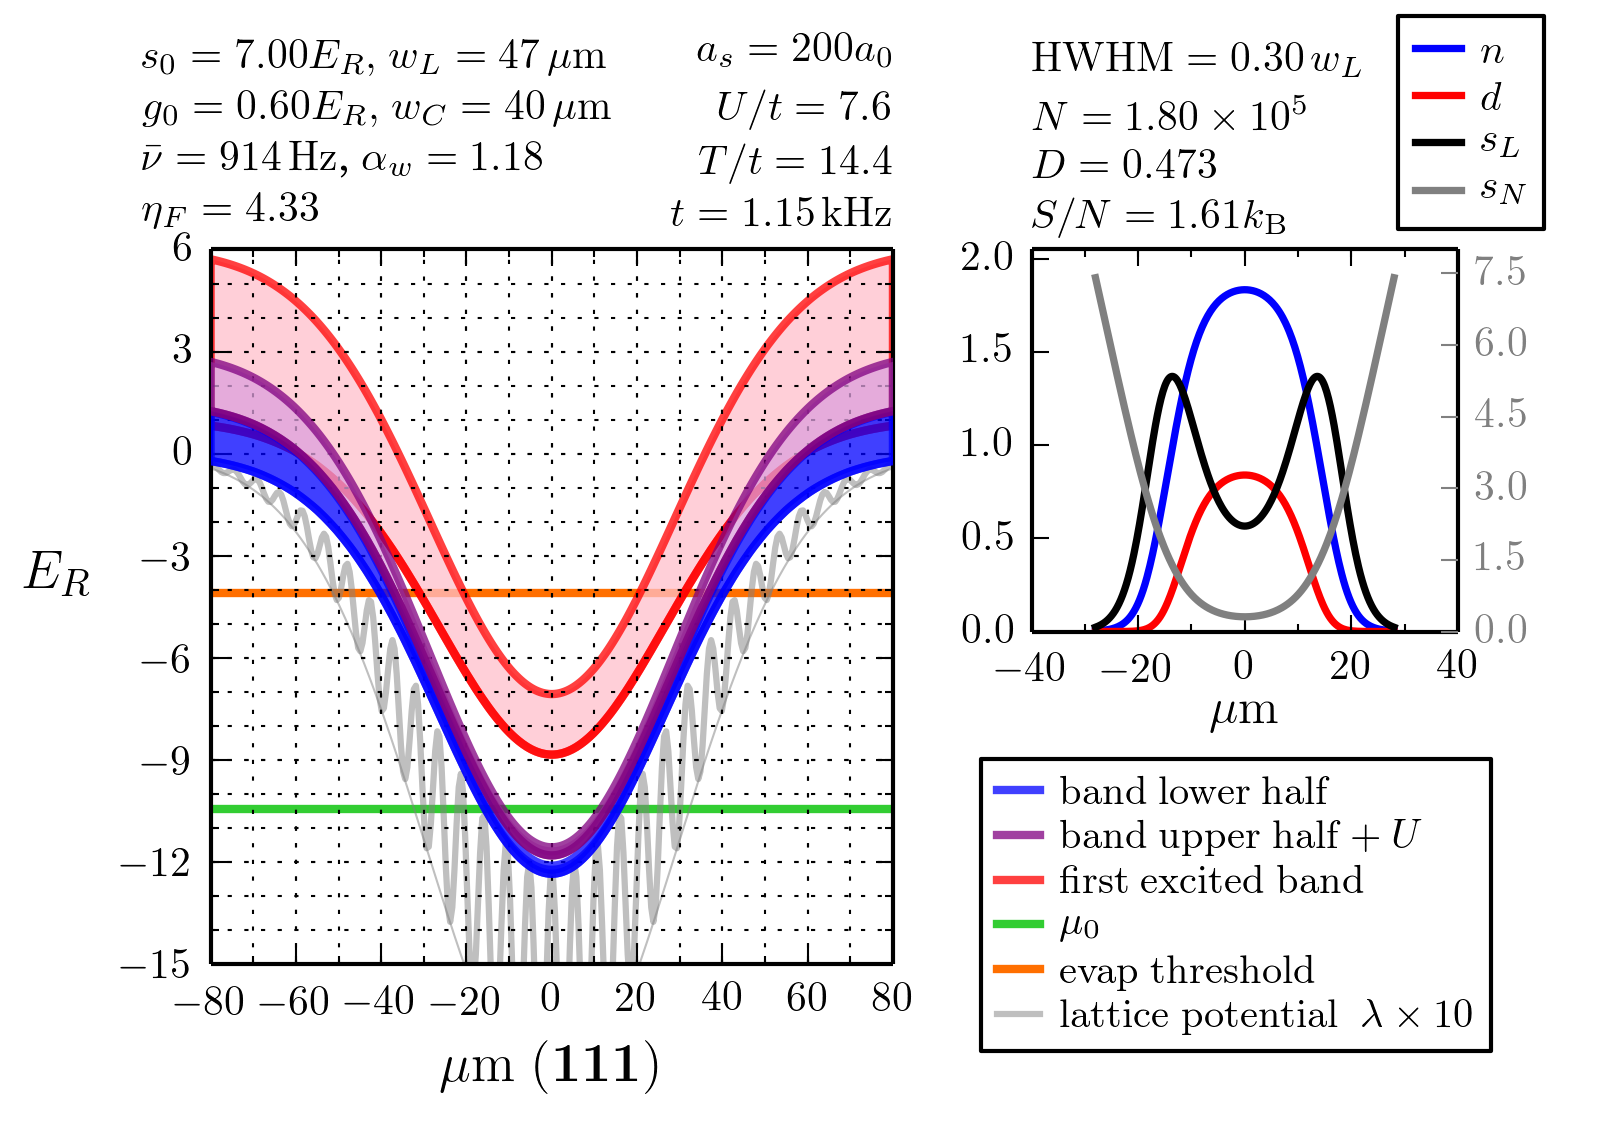 s₀ = 7.00E_R, w_L = 47 μm
g₀ = 0.60E_R, w_C = 40 μm
ν̄ = 914 Hz, α_w = 1.18
η_F = 4.33
a_s = 200a₀
U/t = 7.6
T/t = 14.4
t = 1.15 kHz
HWHM = 0.30 w_L
N = 1.80 × 10⁵
D = 0.473
S/N = 1.61k_B
n
d
s_L
s_N
6
3
0
−3
−6
−9
−12
−15
E_R
−80 −60 −40 −20 0 20 40 60 80
μm (111)
2.0
1.5
1.0
0.5
0.0
7.5
6.0
4.5
3.0
1.5
0.0
−40 −20 0 20 40
μm
band lower half
band upper half + U
first excited band
μ₀
evap threshold
lattice potential λ × 10